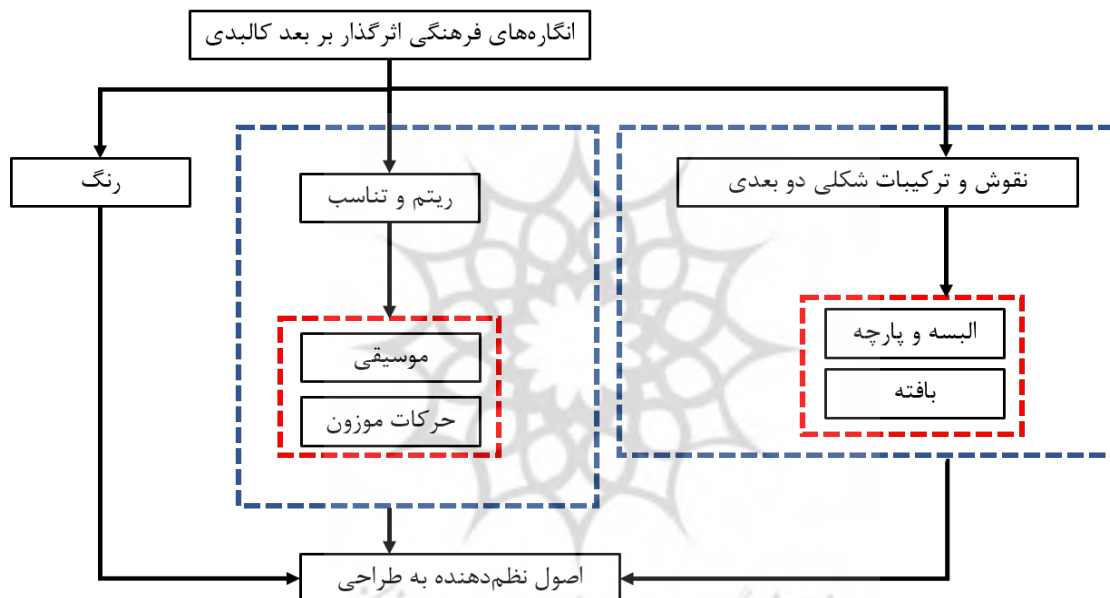 انگاره‌های فرهنگی اثرگذار بر بعد کالبدی
نقوش و ترکیبات شکلی دو بعدی
ریتم و تناسب
رنگ
البسه و پارچه
بافته
موسیقی
حرکات موزون
اصول نظم‌دهنده به طراحی